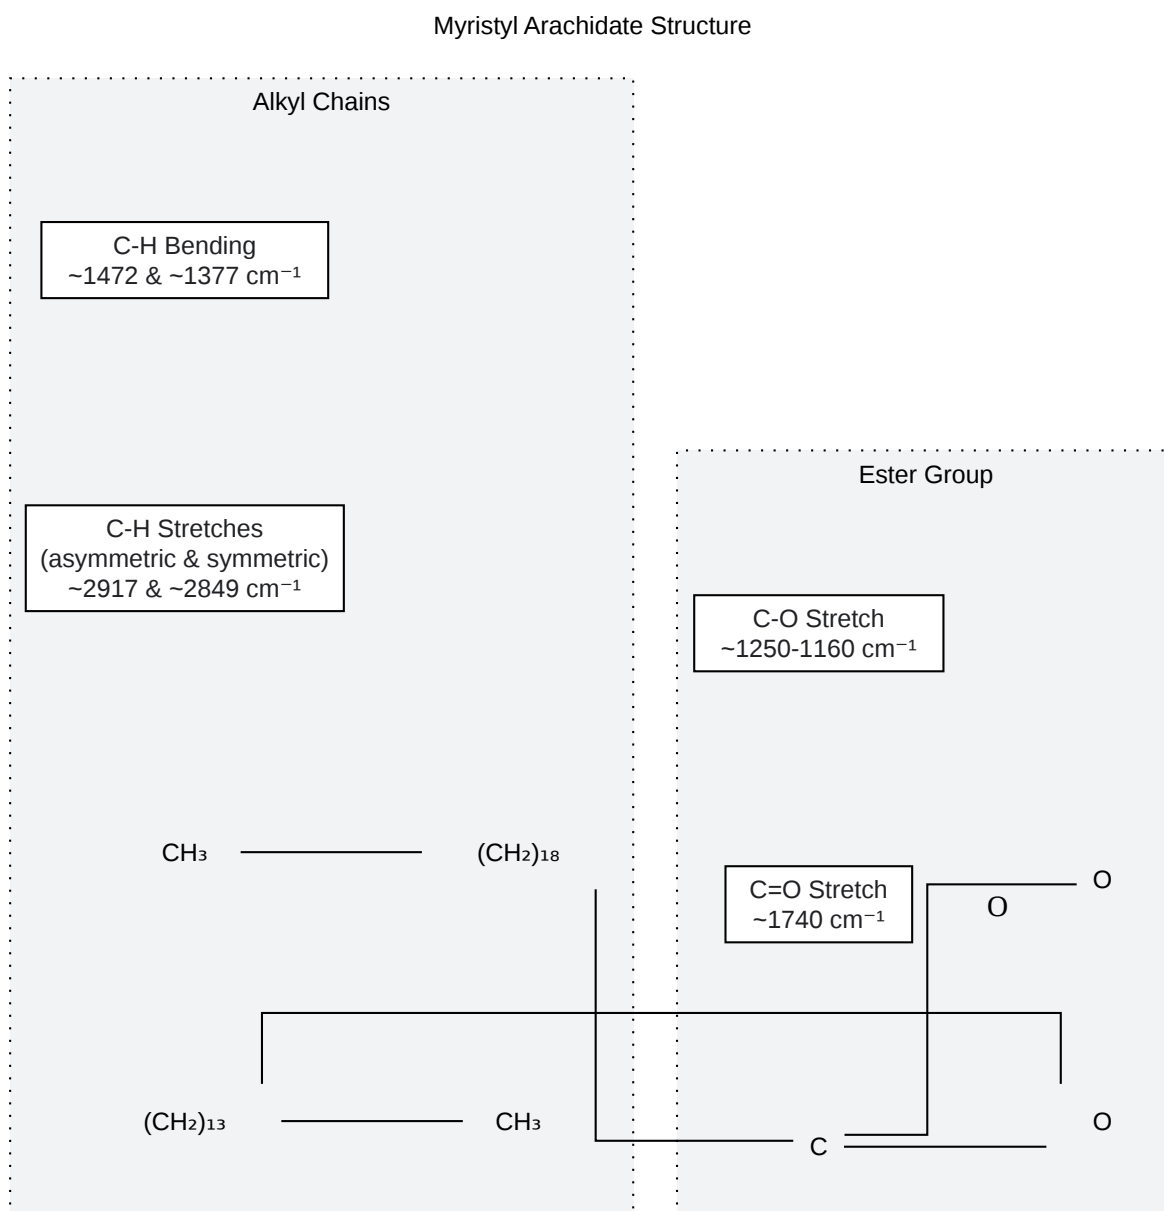 Myristyl Arachidate Structure
Alkyl Chains
C-H Bending
~1472 & ~1377 cm⁻¹
C-H Stretches
(asymmetric & symmetric)
~2917 & ~2849 cm⁻¹
Ester Group
C-O Stretch
~1250-1160 cm⁻¹
CH₃
(CH₂)₁₈
C=O Stretch
~1740 cm⁻¹
O
O
(CH₂)₁₃
CH₃
C
O